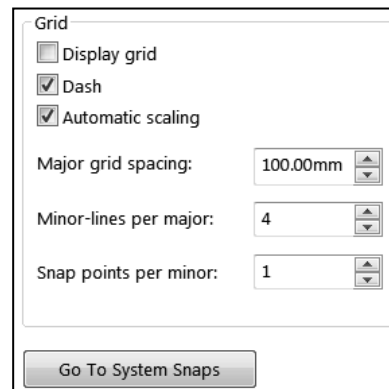 Grid
Display grid
Dash
Automatic scaling
Major grid spacing: 100.00mm
Minor-lines per major: 4
Snap points per minor: 1
Go To System Snaps